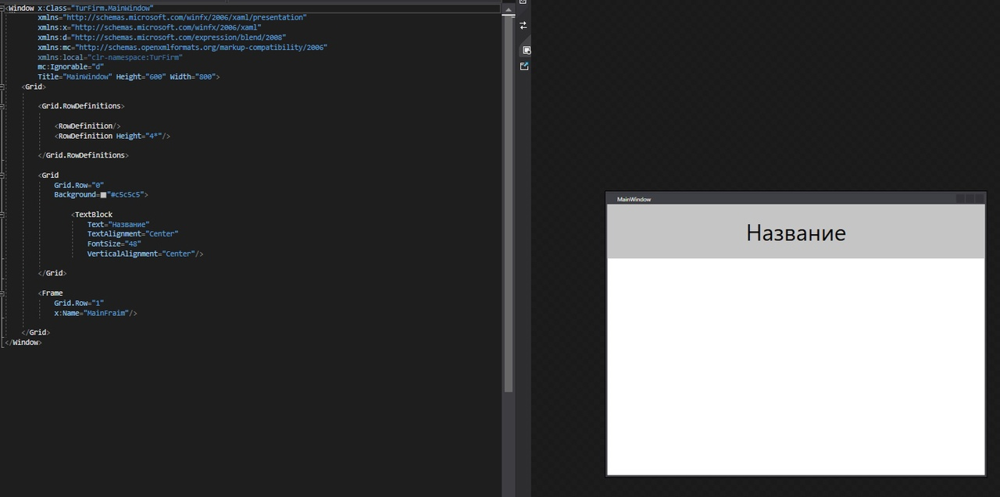 <Window x:Class="TurFirm.MainWindow"
xmlns="http://schemas.microsoft.com/winfx/2006/xaml/presentation"
xmlns:x="http://schemas.microsoft.com/winfx/2006/xaml"
xmlns:d="http://schemas.microsoft.com/expression/blend/2008"
xmlns:mc="http://schemas.openxmlformats.org/markup-compatibility/2006"
xmlns:local="clr-namespace:TurFirm"
mc:Ignorable="d"
Title="MainWindow" Height="600" Width="800">
<Grid>
<Grid.RowDefinitions>
<RowDefinition/>
<RowDefinition Height="4*"/>
</Grid.RowDefinitions>
<Grid
Grid.Row="0"
Background="#c5c5c5">
<TextBlock
Text="Название"
TextAlignment="Center"
FontSize="48"
VerticalAlignment="Center"/>
</Grid>
<Frame
Grid.Row="1"
x:Name="MainFraim"/>
</Grid>
</Window>
MainWindow
Название